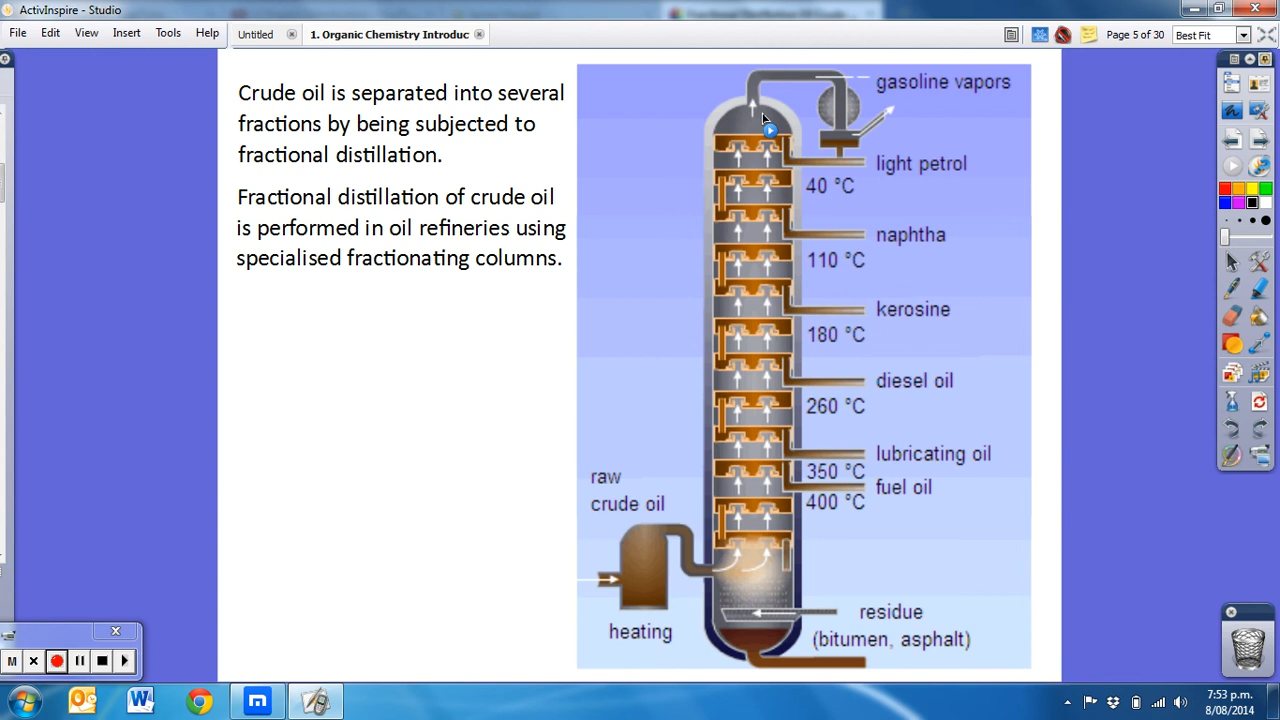 ActivInspire - Studio
File Edit View Insert Tools Help
Untitled
1. Organic Chemistry Introduc
Page 5 of 30
Best Fit
Crude oil is separated into several
fractions by being subjected to
fractional distillation.
Fractional distillation of crude oil
is performed in oil refineries using
specialised fractionating columns.
gasoline vapors
light petrol
40 °C
naphtha
110 °C
kerosine
180 °C
diesel oil
260 °C
lubricating oil
350 °C
fuel oil
400 °C
raw
crude oil
heating
residue
(bitumen, asphalt)
M
7:53 p.m.
8/08/2014